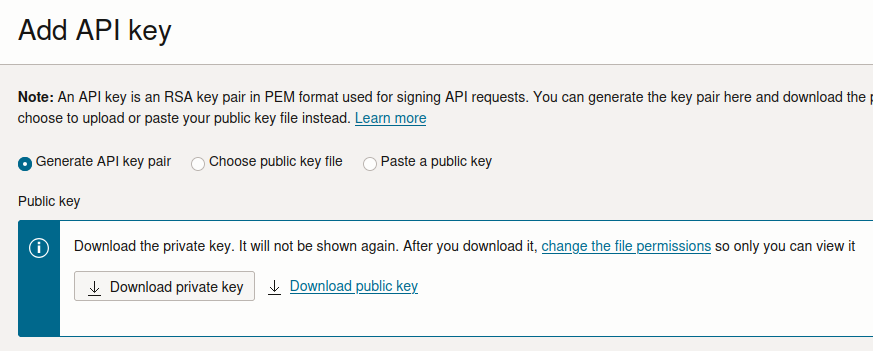 Add API key
Note: An API key is an RSA key pair in PEM format used for signing API requests. You can generate the key pair here and download the
choose to upload or paste your public key file instead. Learn more
Generate API key pair
Choose public key file
Paste a public key
Public key
Download the private key. It will not be shown again. After you download it, change the file permissions so only you can view it
Download private key
Download public key